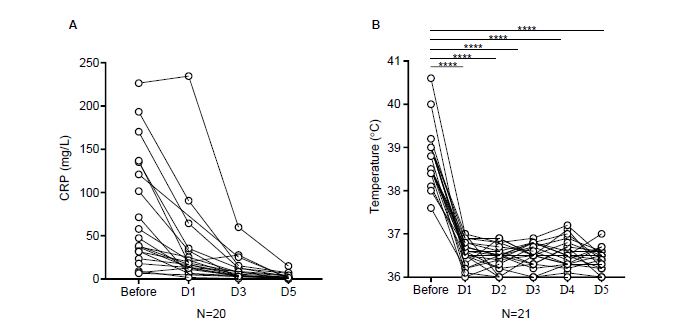 A
CRP (mg/L)
250
200
150
100
50
0
Before D1 D3 D5
N=20
B
****
****
****
****
****
Temperature (°C)
41
40
39
38
37
36
Before D1 D2 D3 D4 D5
N=21